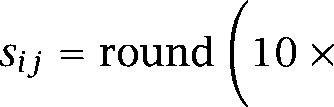 s_{ij} = round ( 10 ×